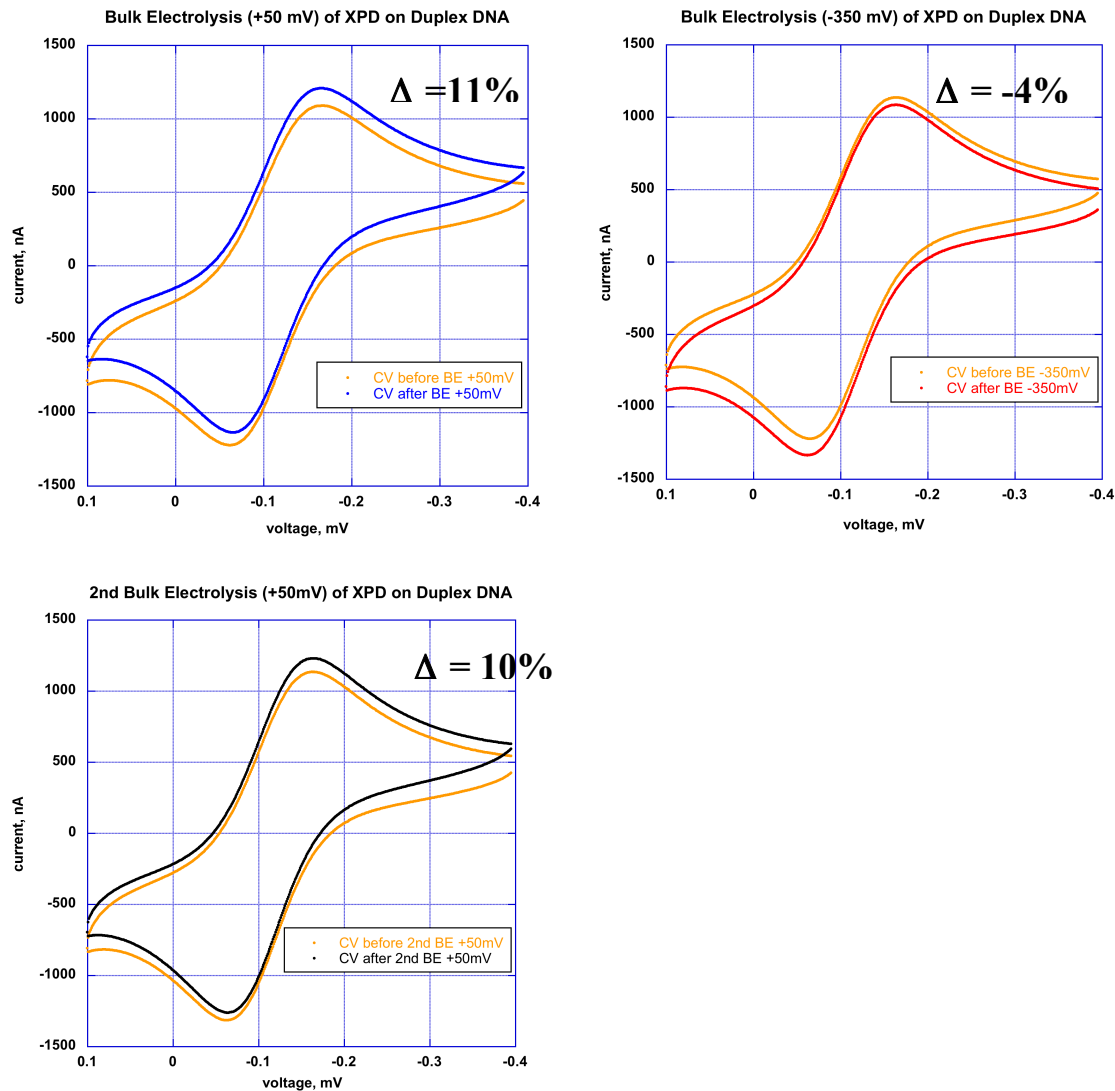 Bulk Electrolysis (+50 mV) of XPD on Duplex DNA
1500
1000
500
0
-500
-1000
-1500
current, nA
Δ =11%
CV before BE +50mV
CV after BE +50mV
0.1 0 -0.1 -0.2 -0.3 -0.4
voltage, mV
Bulk Electrolysis (-350 mV) of XPD on Duplex DNA
1500
1000
500
0
-500
-1000
-1500
current, nA
Δ = -4%
CV before BE -350mV
CV after BE -350mV
0.1 0 -0.1 -0.2 -0.3 -0.4
voltage, mV
2nd Bulk Electrolysis (+50mV) of XPD on Duplex DNA
1500
1000
500
0
-500
-1000
-1500
current, nA
Δ = 10%
CV before 2nd BE +50mV
CV after 2nd BE +50mV
0.1 0 -0.1 -0.2 -0.3 -0.4
voltage, mV